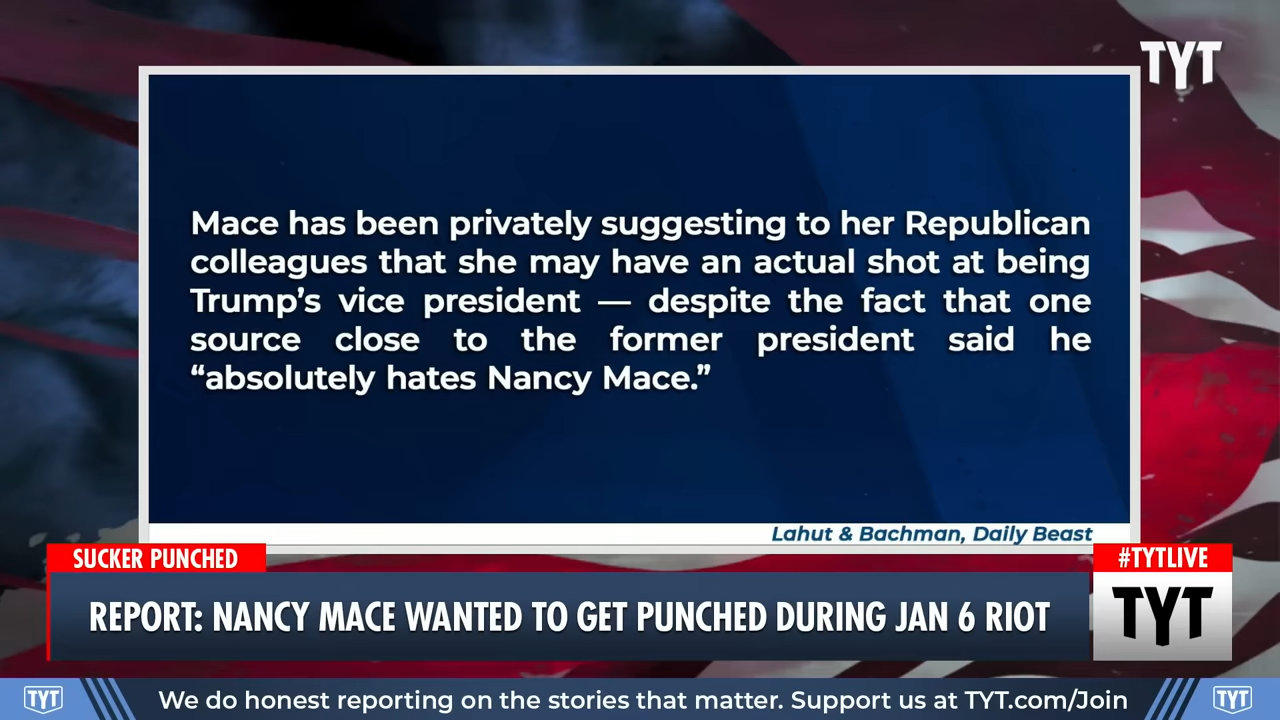 TYT
Mace has been privately suggesting to her Republican
colleagues that she may have an actual shot at being
Trump’s vice president — despite the fact that one
source close to the former president said he
“absolutely hates Nancy Mace.”
Lahut & Bachman, Daily Beast
SUCKER PUNCHED
#TYTLIVE
REPORT: NANCY MACE WANTED TO GET PUNCHED DURING JAN 6 RIOT
TYT
TYT
We do honest reporting on the stories that matter. Support us at TYT.com/Join
TYT